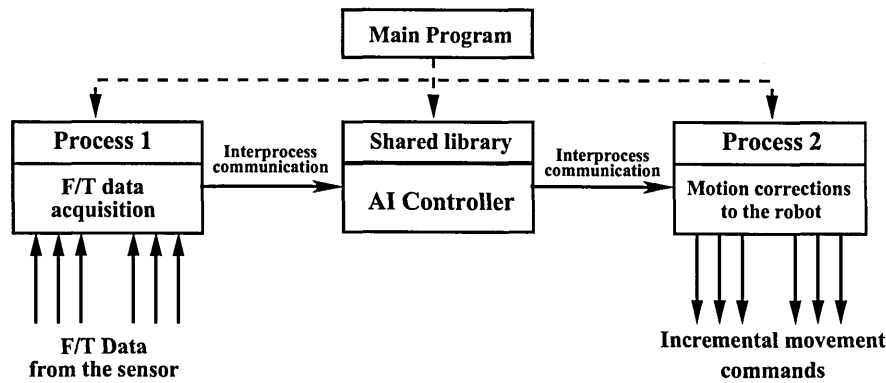 Main Program
Process 1
F/T data
acquisition
Interprocess
communication
Shared library
AI Controller
Interprocess
communication
Process 2
Motion corrections
to the robot
F/T Data
from the sensor
Incremental movement
commands